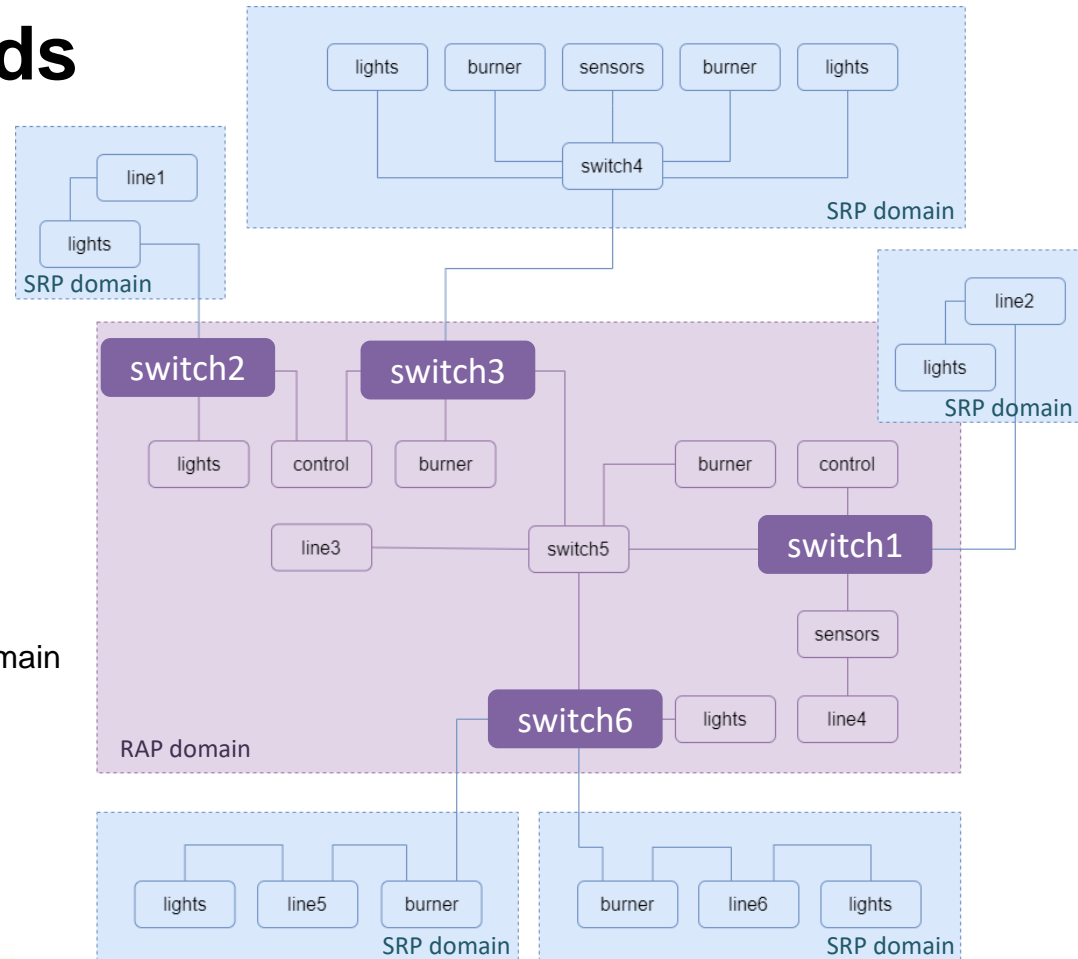 ds
lights
burner
sensors
burner
lights
switch4
SRP domain
line1
lights
SRP domain
line2
lights
SRP domain
switch2
switch3
lights
control
burner
burner
control
line3
switch5
switch1
sensors
main
switch6
lights
line4
RAP domain
lights
line5
burner
SRP domain
burner
line6
lights
SRP domain